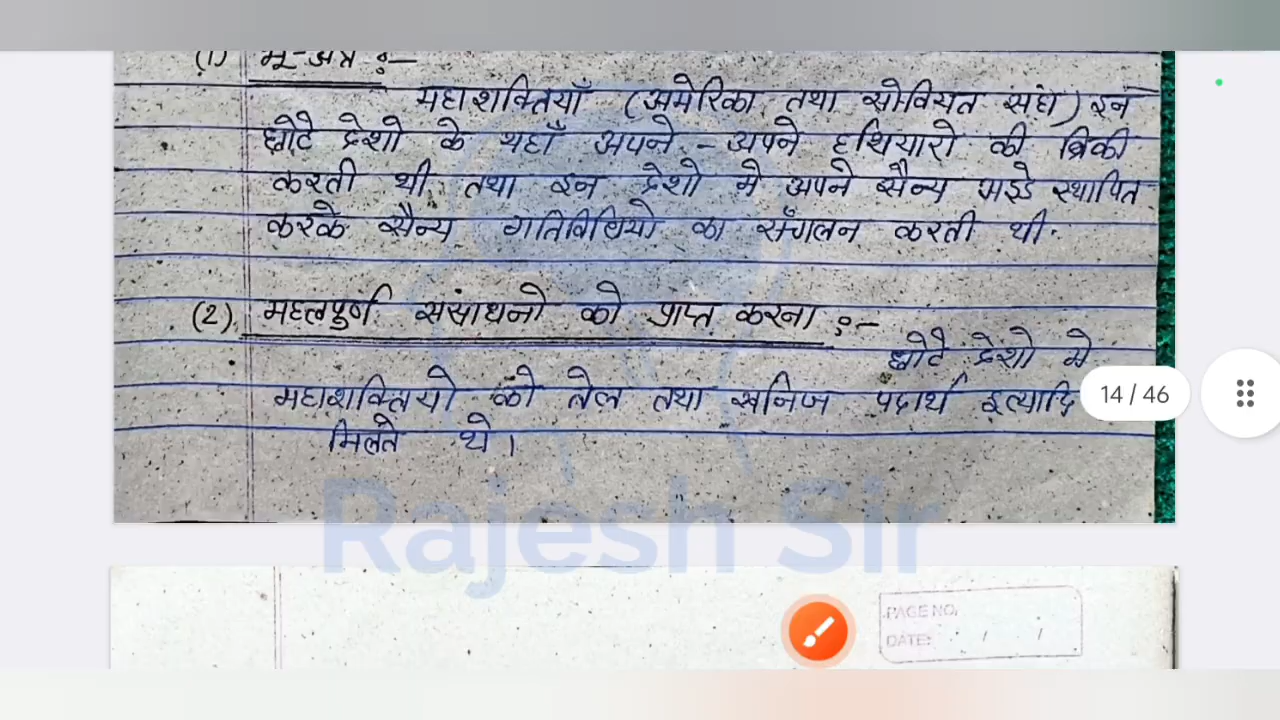 (1) भू-क्षेत्र :-
महाशक्तियाँ (अमेरिका तथा सोवियत संघ) इन
छोटे देशो के यहाँ अपने - अपने हथियारो की बिक्री
करती थी तथा इन देशो मे अपने सैन्य अड्डे स्थापित
करके सैन्य गतिविधियो का सँचालन करती थी.
(2) महत्वपुर्ण संसाधनो को प्राप्त करना :-
छोटे देशो मे
महाशक्तियो को तेल तथा खनिज पदार्थ इत्यादि
मिलते थे।
14 / 46
Rajesh Sir
PAGE NO.
DATE: / /